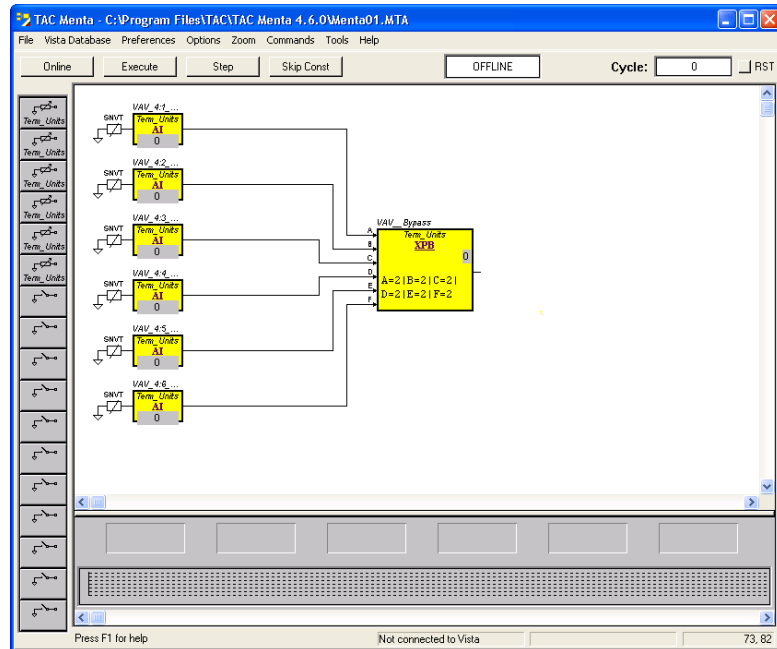 TAC Menta - C:\Program Files\TAC\TAC Menta 4.6.0\Menta01.MTA
File Vista Database Preferences Options Zoom Commands Tools Help
Online Execute Step Skip Const OFFLINE Cycle: 0 RST
Term_Units
Term_Units
Term_Units
Term_Units
Term_Units
Term_Units
VAV_4:1_...
SNVT
Term_Units
AI
0
VAV_4:2_...
SNVT
Term_Units
AI
0
VAV_4:3_...
SNVT
Term_Units
AI
0
VAV_4:4_...
SNVT
Term_Units
AI
0
VAV_4:5_...
SNVT
Term_Units
AI
0
VAV_4:6_...
SNVT
Term_Units
AI
0
VAV__Bypass
Term_Units
XPB
0
A
B
C
D
E
F
A=2|B=2|C=2|
D=2|E=2|F=2
Press F1 for help Not connected to Vista 73, 82